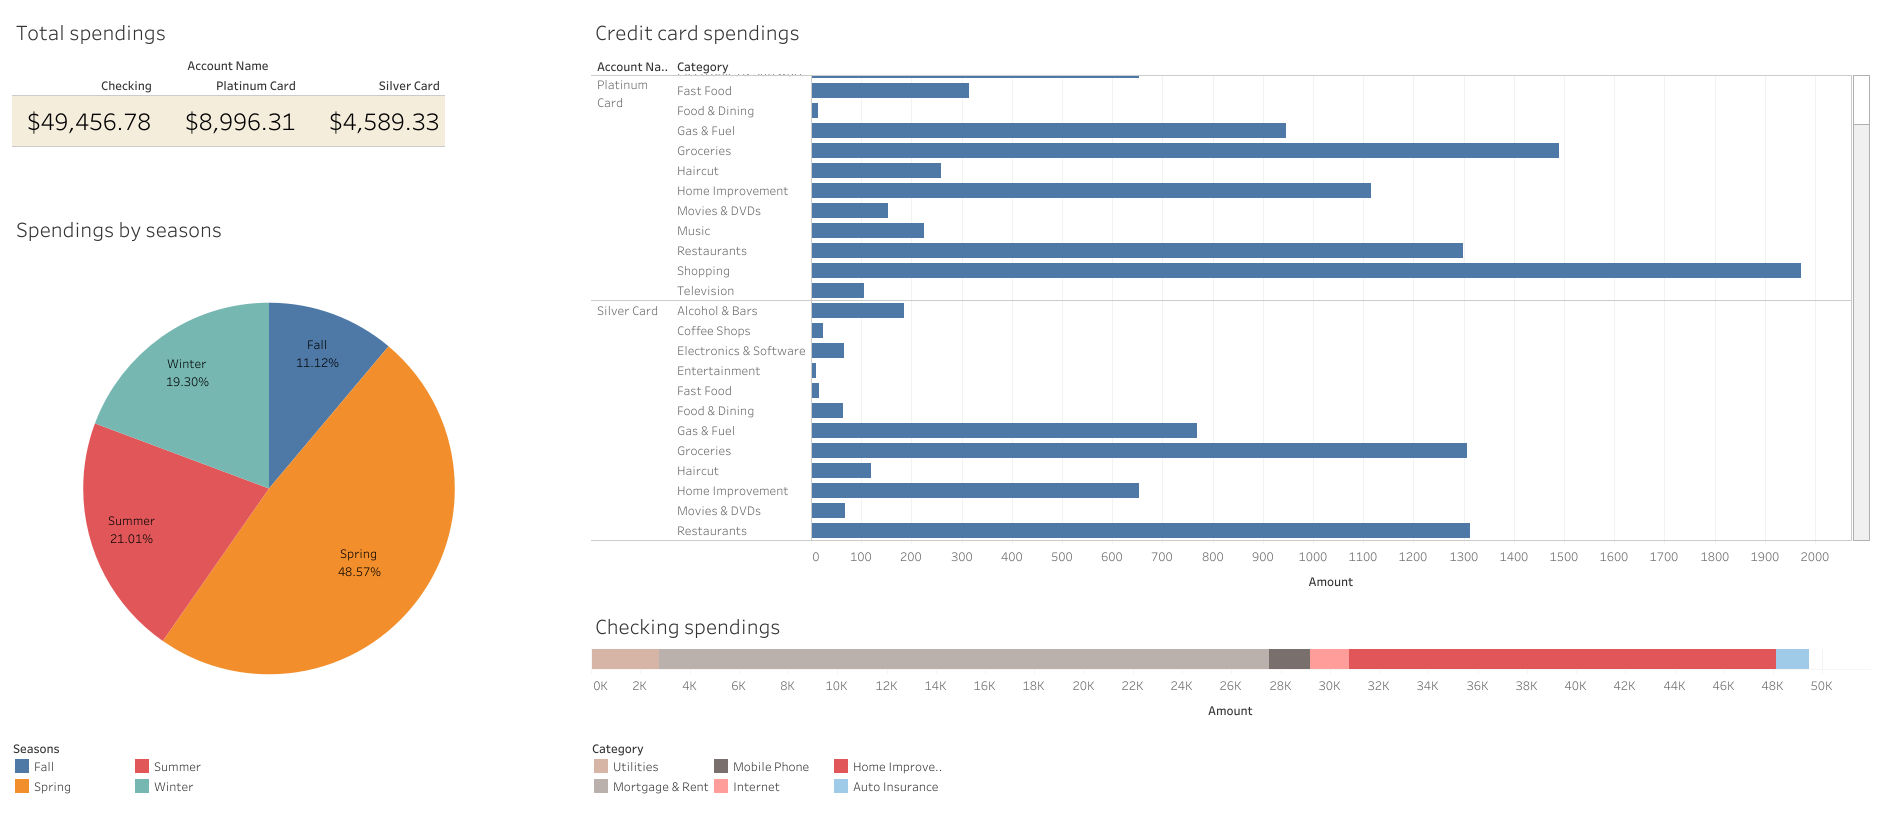 Total spendings
Account Name
Checking Platinum Card Silver Card
$49,456.78 $8,996.31 $4,589.33
Spendings by seasons
Fall
11.12%
Winter
19.30%
Summer
21.01%
Spring
48.57%
Seasons
Fall Summer
Spring Winter
Credit card spendings
Account Na.. Category
Platinum
Card
Fast Food
Food & Dining
Gas & Fuel
Groceries
Haircut
Home Improvement
Movies & DVDs
Music
Restaurants
Shopping
Television
Silver Card Alcohol & Bars
Coffee Shops
Electronics & Software
Entertainment
Fast Food
Food & Dining
Gas & Fuel
Groceries
Haircut
Home Improvement
Movies & DVDs
Restaurants
0 100 200 300 400 500 600 700 800 900 1000 1100 1200 1300 1400 1500 1600 1700 1800 1900 2000
Amount
Checking spendings
0K 2K 4K 6K 8K 10K 12K 14K 16K 18K 20K 22K 24K 26K 28K 30K 32K 34K 36K 38K 40K 42K 44K 46K 48K 50K
Amount
Category
Utilities Mobile Phone Home Improve..
Mortgage & Rent Internet Auto Insurance